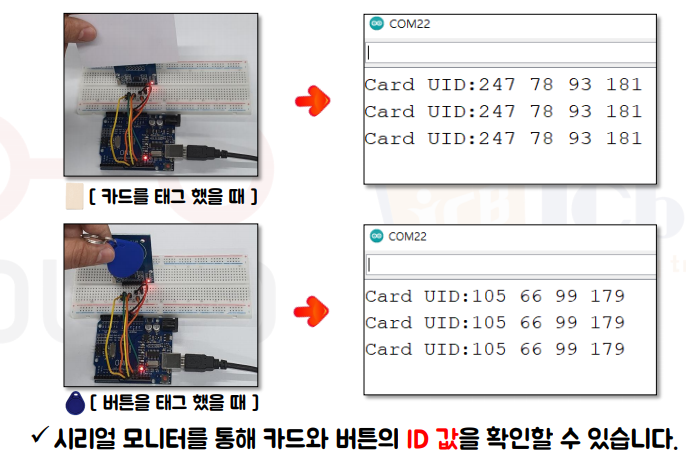 COM22
Card UID:247 78 93 181
Card UID:247 78 93 181
Card UID:247 78 93 181
[ 카드를 태그 했을 때 ]
COM22
Card UID:105 66 99 179
Card UID:105 66 99 179
Card UID:105 66 99 179
[ 버튼을 태그 했을 때 ]
✓ 시리얼 모니터를 통해 카드와 버튼의 ID 값을 확인할 수 있습니다.